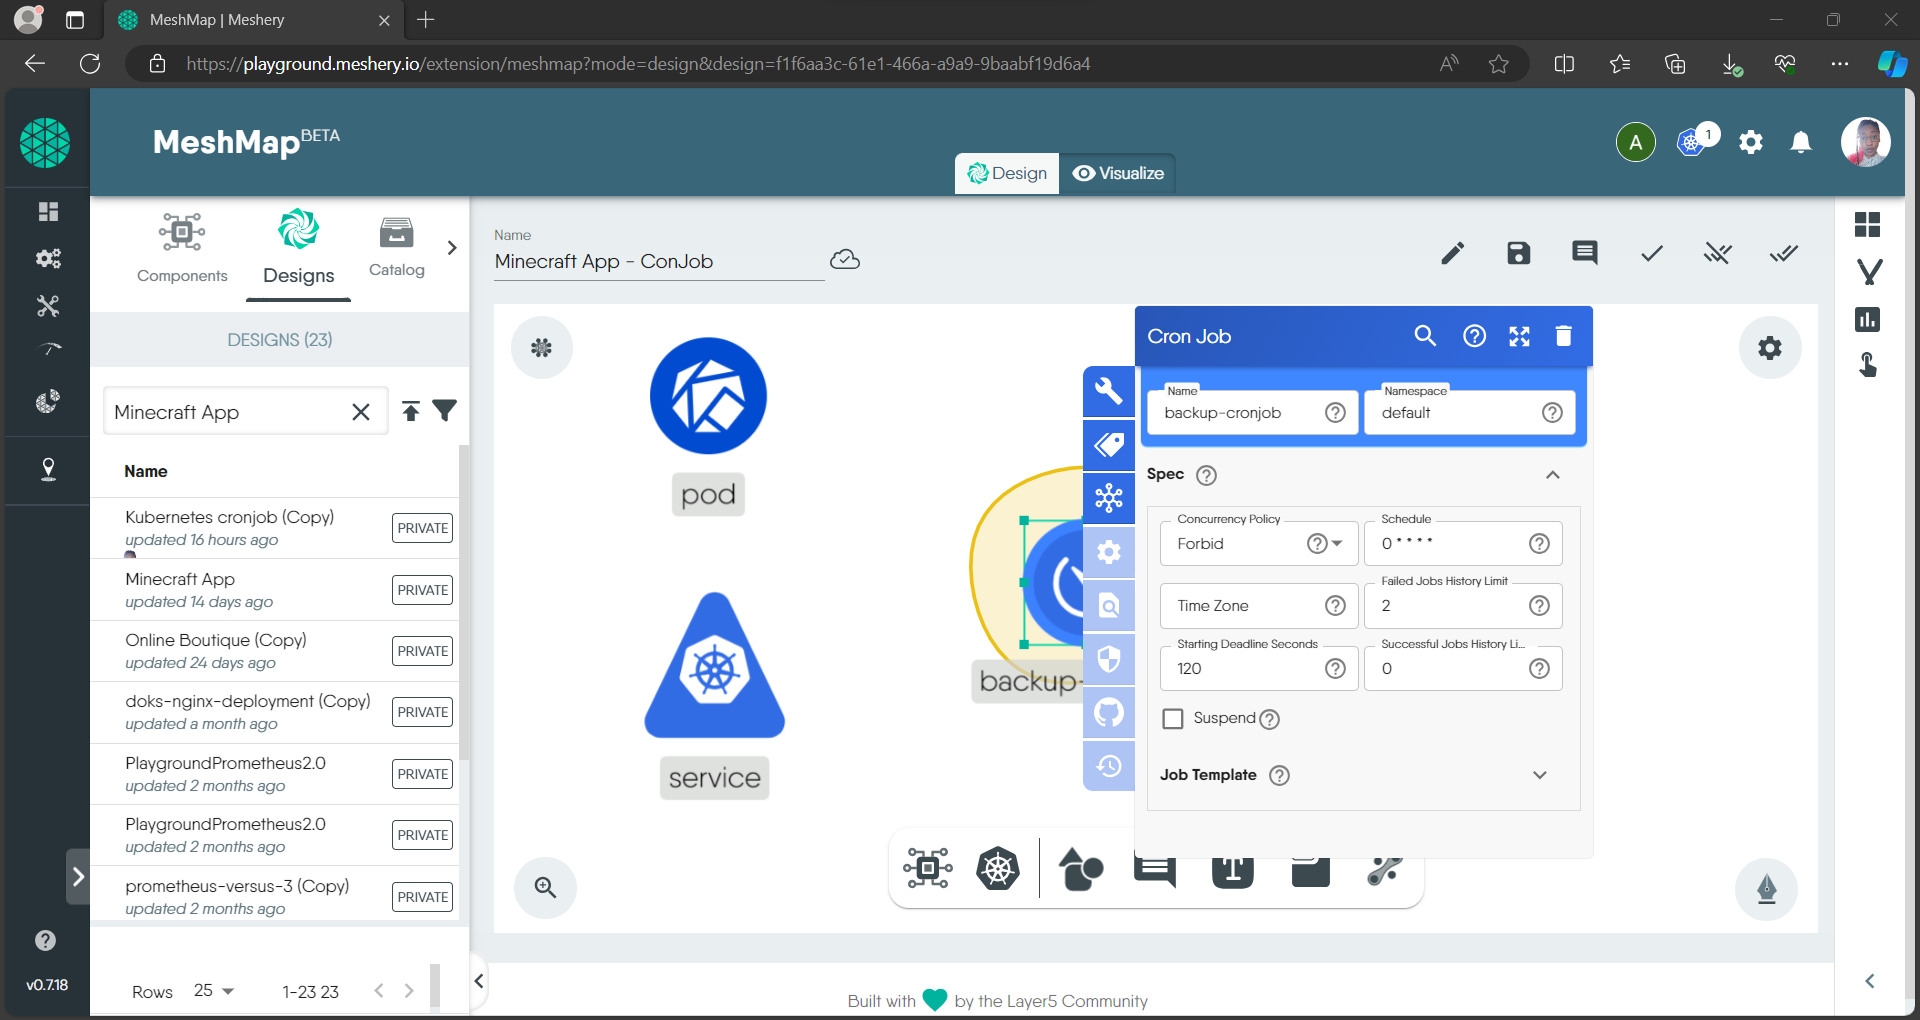 MeshMap | Meshery
https://playground.meshery.io/extension/meshmap?mode=design&design=f1f6aa3c-61e1-466a-a9a9-9baabf19d6a4
MeshMap BETA
A
1
Design
Visualize
Components
Designs
Catalog
DESIGNS (23)
Minecraft App
Name
Kubernetes cronjob (Copy)
updated 16 hours ago
PRIVATE
Minecraft App
updated 14 days ago
PRIVATE
Online Boutique (Copy)
updated 24 days ago
PRIVATE
doks-nginx-deployment (Copy)
updated a month ago
PRIVATE
PlaygroundPrometheus2.0
updated 2 months ago
PRIVATE
PlaygroundPrometheus2.0
updated 2 months ago
PRIVATE
prometheus-versus-3 (Copy)
updated 2 months ago
PRIVATE
Rows 25 1-23 23
v0.7.18
Name
Minecraft App - ConJob
pod
service
backup-
Cron Job
Name
backup-cronjob
Namespace
default
Spec
Concurrency Policy
Forbid
Schedule
0 * * * *
Time Zone
Failed Jobs History Limit
2
Starting Deadline Seconds
120
Successful Jobs History Li...
0
Suspend
Job Template
T
Built with by the Layer5 Community